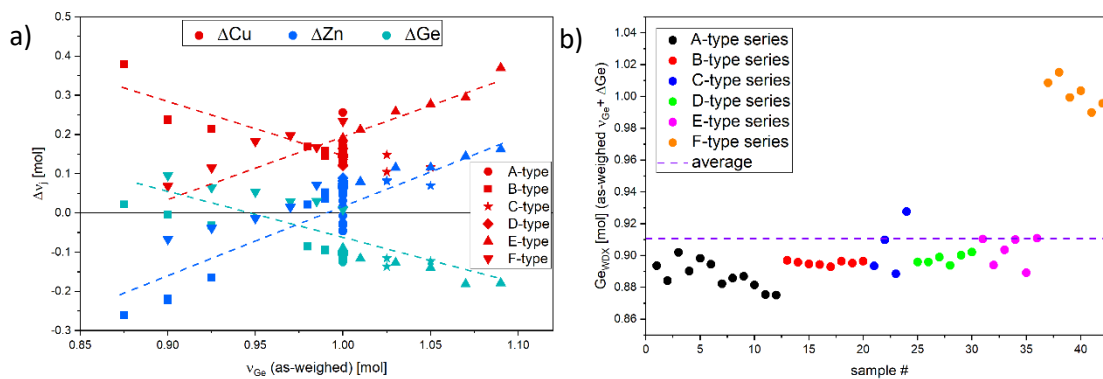 a)
ΔCu ΔZn ΔGe
0.5
0.4
0.3
0.2
0.1
0.0
-0.1
-0.2
-0.3
Δν_i [mol]
A-type
B-type
C-type
D-type
E-type
F-type
0.85 0.90 0.95 1.00 1.05 1.10
ν_Ge (as-weighed) [mol]
b)
A-type series
B-type series
C-type series
D-type series
E-type series
F-type series
average
1.04
1.02
1.00
0.98
0.96
0.94
0.92
0.90
0.88
0.86
Ge_WDX [mol] (as-weighed ν_Ge+ ΔGe)
0 5 10 15 20 25 30 35 40
sample #